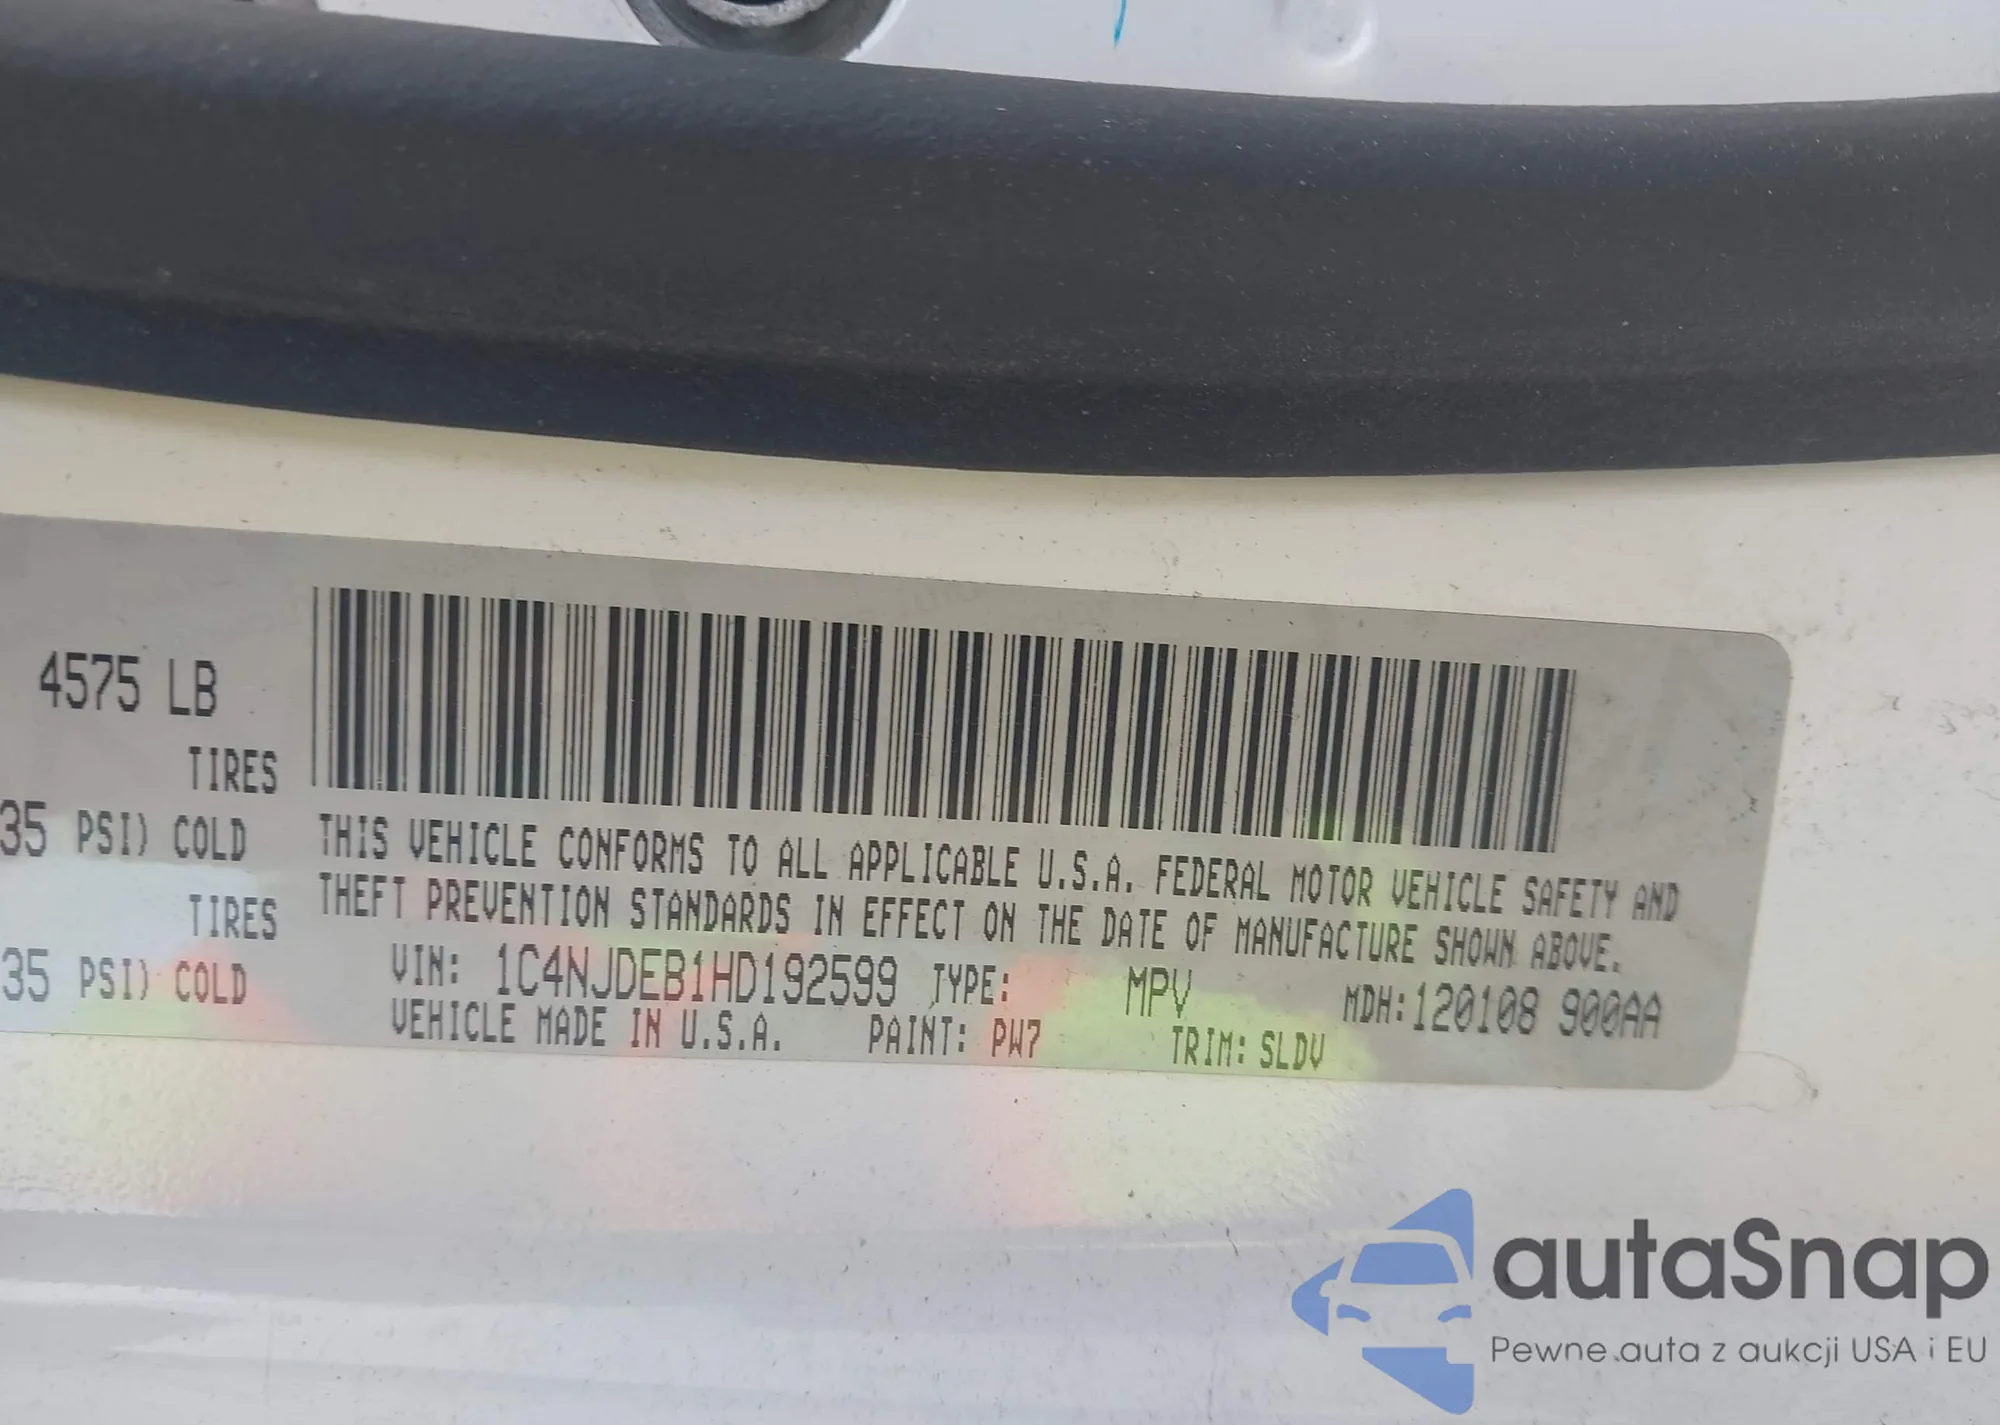 4575 LB
TIRES
35 PSI) COLD
TIRES
35 PSI) COLD
THIS VEHICLE CONFORMS TO ALL APPLICABLE U.S.A. FEDERAL MOTOR VEHICLE SAFETY AND
THEFT PREVENTION STANDARDS IN EFFECT ON THE DATE OF MANUFACTURE SHOWN ABOVE.
VIN: 1C4NJDEB1HD192599 TYPE: MPV MDH:120108 900AA
VEHICLE MADE IN U.S.A. PAINT: PW7 TRIM: SLDV
autaSnap
Pewne auta z aukcji USA i EU